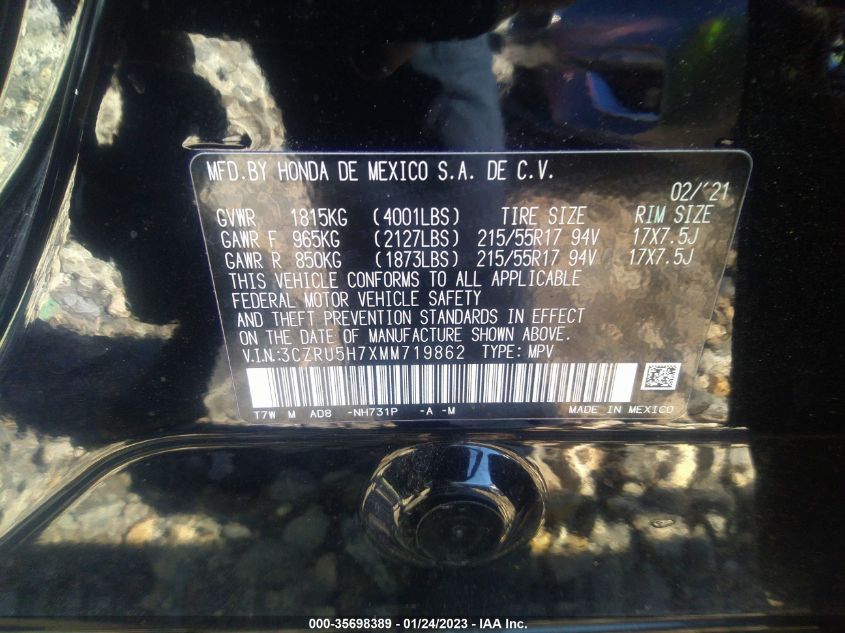 MFD.BY HONDA DE MEXICO S.A. DE C.V.
02/'21
GVWR 1815KG (4001LBS) TIRE SIZE RIM SIZE
GAWR F 965KG (2127LBS) 215/55R17 94V 17X7.5J
GAWR R 850KG (1873LBS) 215/55R17 94V 17X7.5J
THIS VEHICLE CONFORMS TO ALL APPLICABLE
FEDERAL MOTOR VEHICLE SAFETY
AND THEFT PREVENTION STANDARDS IN EFFECT
ON THE DATE OF MANUFACTURE SHOWN ABOVE.
V.I.N:3CZRU5H7XMM719862 TYPE: MPV
T7W M AD8 -NH731P -A -M MADE IN MEXICO
000-35698389 - 01/24/2023 - IAA Inc.